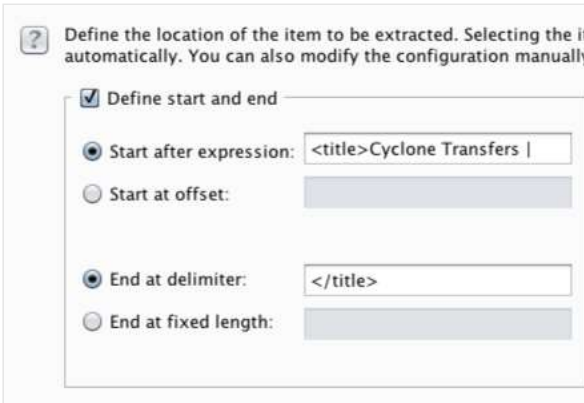 ?
Define the location of the item to be extracted. Selecting the
automatically. You can also modify the configuration manually
Define start and end
Start after expression:
<title>Cyclone Transfers |
Start at offset:
End at delimiter:
</title>
End at fixed length: